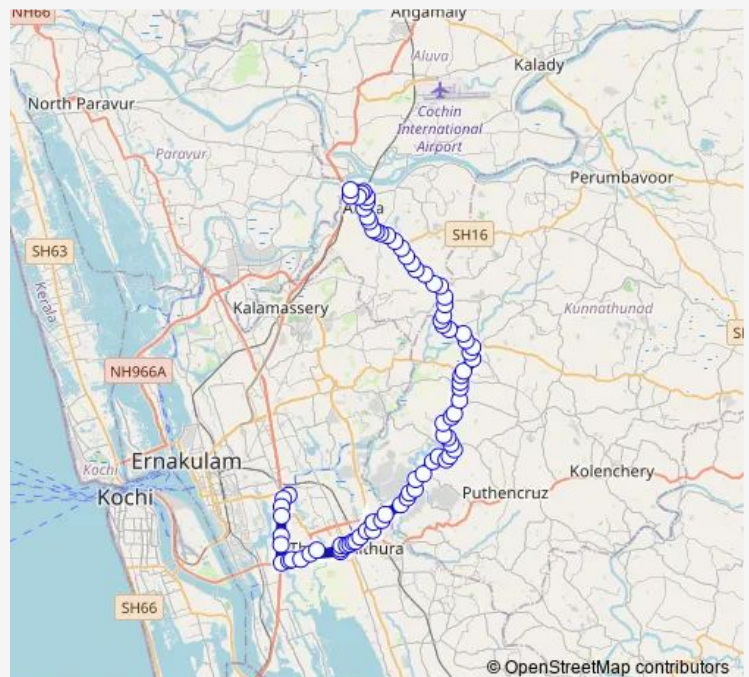 NH66
Angamaly
Aluva
Kalady
Cochin
International
Airport
North Paravur
Paravur
Perumbavoor
SH16
SH63
Kerala
Kunnathunad
Kalamassery
NH966A
Ernakulam
Kochi
Kochi
Kolenchery
Puthencruz
SH66
© OpenStreetMap contributors